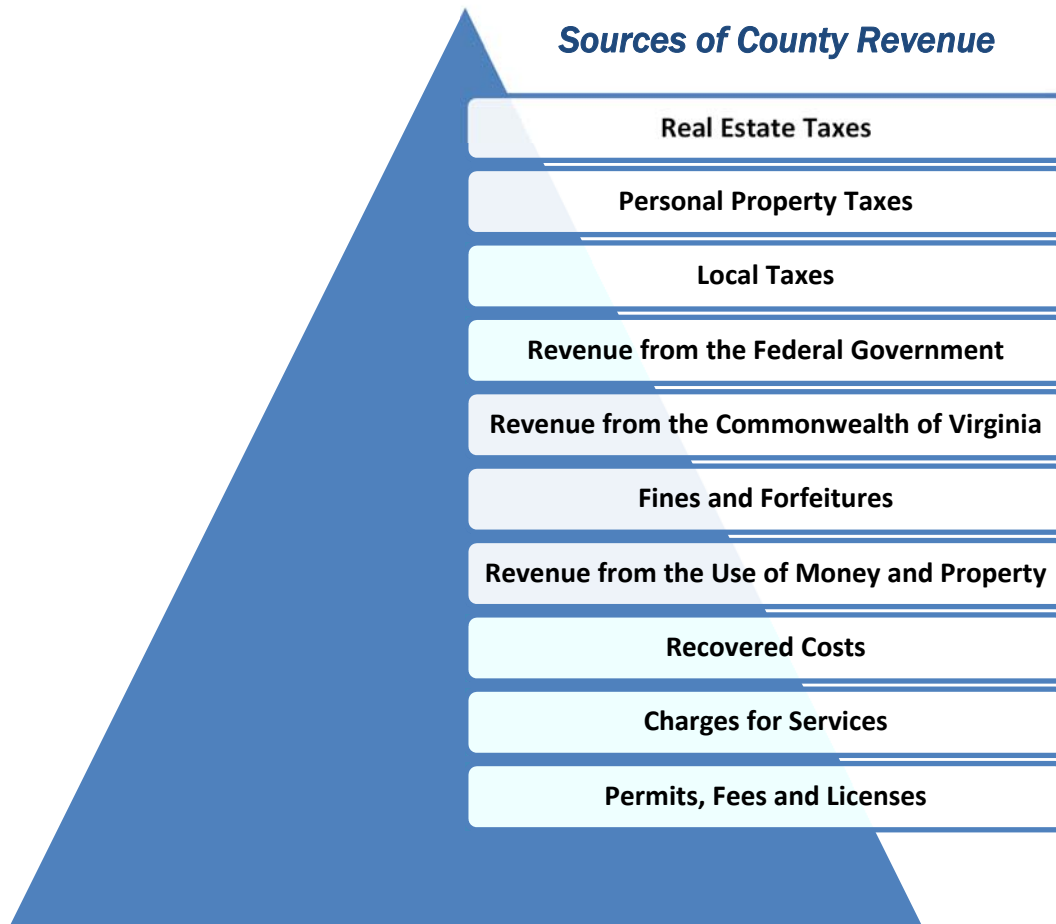 Sources of County Revenue
Real Estate Taxes
Personal Property Taxes
Local Taxes
Revenue from the Federal Government
Revenue from the Commonwealth of Virginia
Fines and Forfeitures
Revenue from the Use of Money and Property
Recovered Costs
Charges for Services
Permits, Fees and Licenses